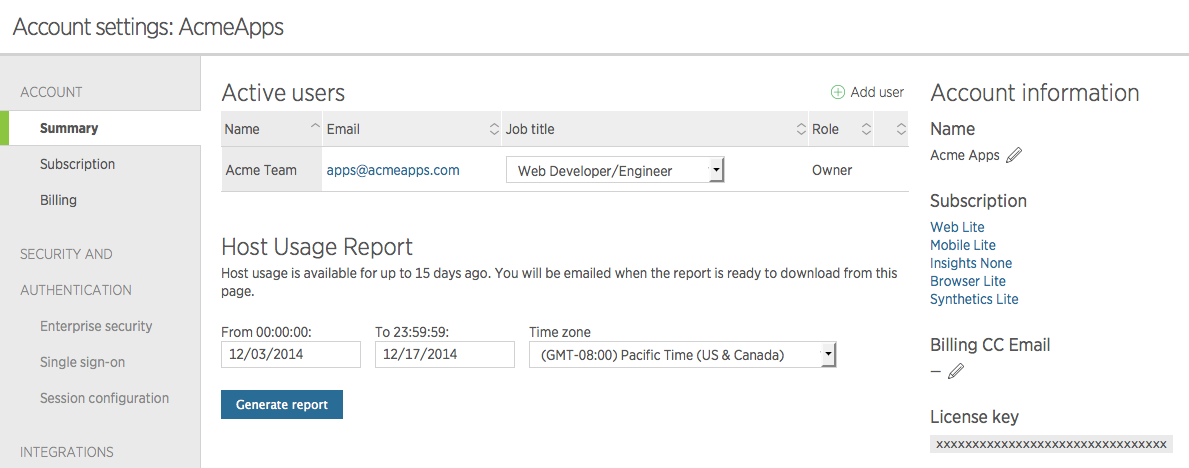 Account settings: AcmeApps
ACCOUNT
Summary
Subscription
Billing
SECURITY AND
AUTHENTICATION
Enterprise security
Single sign-on
Session configuration
INTEGRATIONS
Active users
Add user
Name Email Job title Role
Acme Team apps@acmeapps.com Web Developer/Engineer Owner
Host Usage Report
Host usage is available for up to 15 days ago. You will be emailed when the report is ready to download from this
page.
From 00:00:00: To 23:59:59: Time zone
12/03/2014 12/17/2014 (GMT-08:00) Pacific Time (US & Canada)
Generate report
Account information
Name
Acme Apps
Subscription
Web Lite
Mobile Lite
Insights None
Browser Lite
Synthetics Lite
Billing CC Email
—
License key
xxxxxxxxxxxxxxxxxxxxxxxxxxxxxxxxx